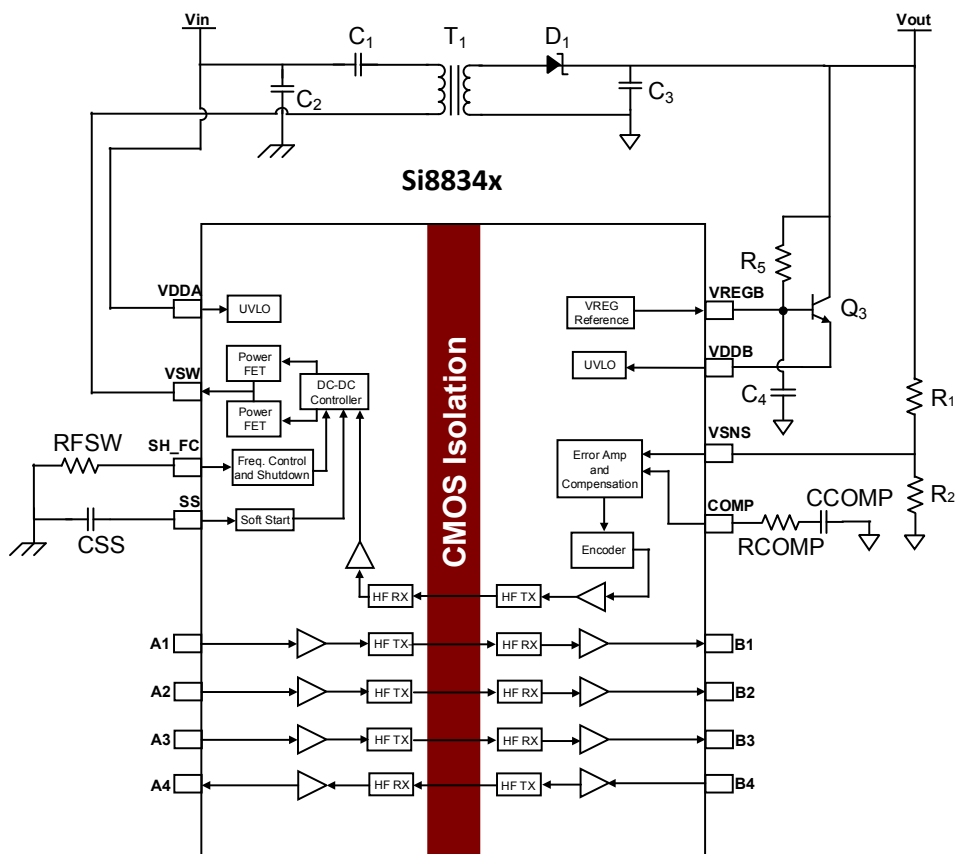 Vin
Vout
C1
T1
D1
C2
C3
Si8834x
R5
VREGB
VDDA
UVLO
VREG
Reference
Q3
VDDB
Power
FET
UVLO
VSW
DC-DC
Controller
C4
R1
Power
FET
VSNS
RFSW
SH_FC
Freq. Control
and Shutdown
CMOS Isolation
Error Amp
and
Compensation
R2
SS
COMP
CCOMP
Soft Start
CSS
RCOMP
Encoder
HF RX
HF TX
A1
HF TX
HF RX
B1
A2
HF TX
HF RX
B2
A3
HF TX
HF RX
B3
A4
HF RX
HF TX
B4